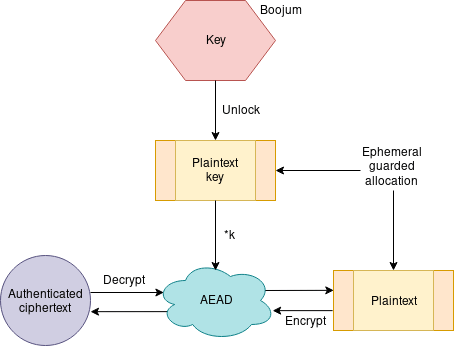 Boojum
Key
Unlock
Plaintext
key
Ephemeral
guarded
allocation
*k
Decrypt
Authenticated
ciphertext
AEAD
Plaintext
Encrypt